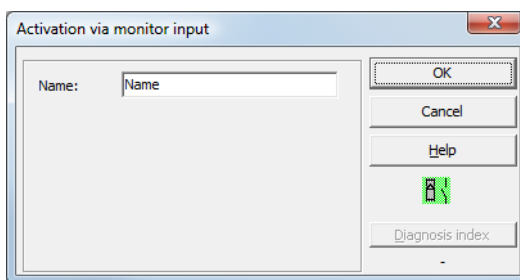 Activation via monitor input
Name:
Name
OK
Cancel
Help
Diagnosis index
-